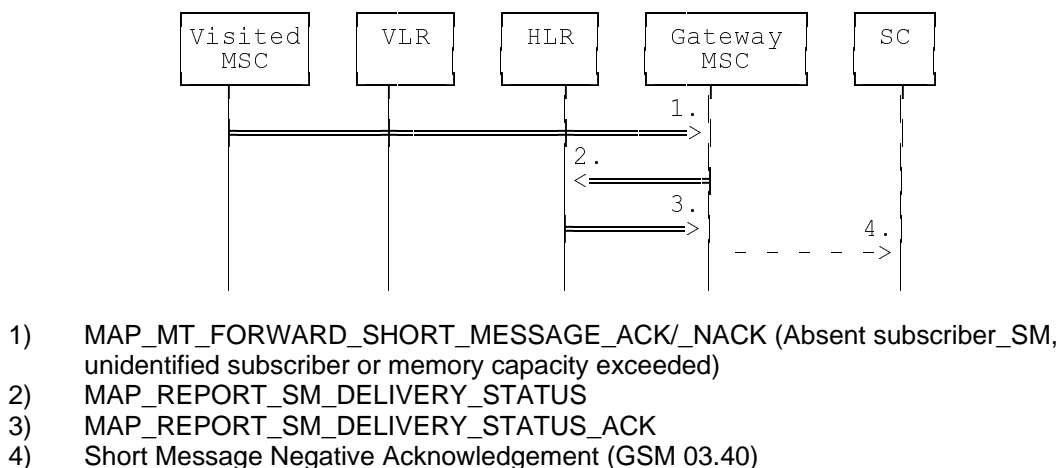 Visited MSC
VLR
HLR
Gateway MSC
SC
1.
2.
3.
4.
1) MAP_MT_FORWARD_SHORT_MESSAGE_ACK/_NACK (Absent subscriber_SM,
unidentified subscriber or memory capacity exceeded)
2) MAP_REPORT_SM_DELIVERY_STATUS
3) MAP_REPORT_SM_DELIVERY_STATUS_ACK
4) Short Message Negative Acknowledgement (GSM 03.40)